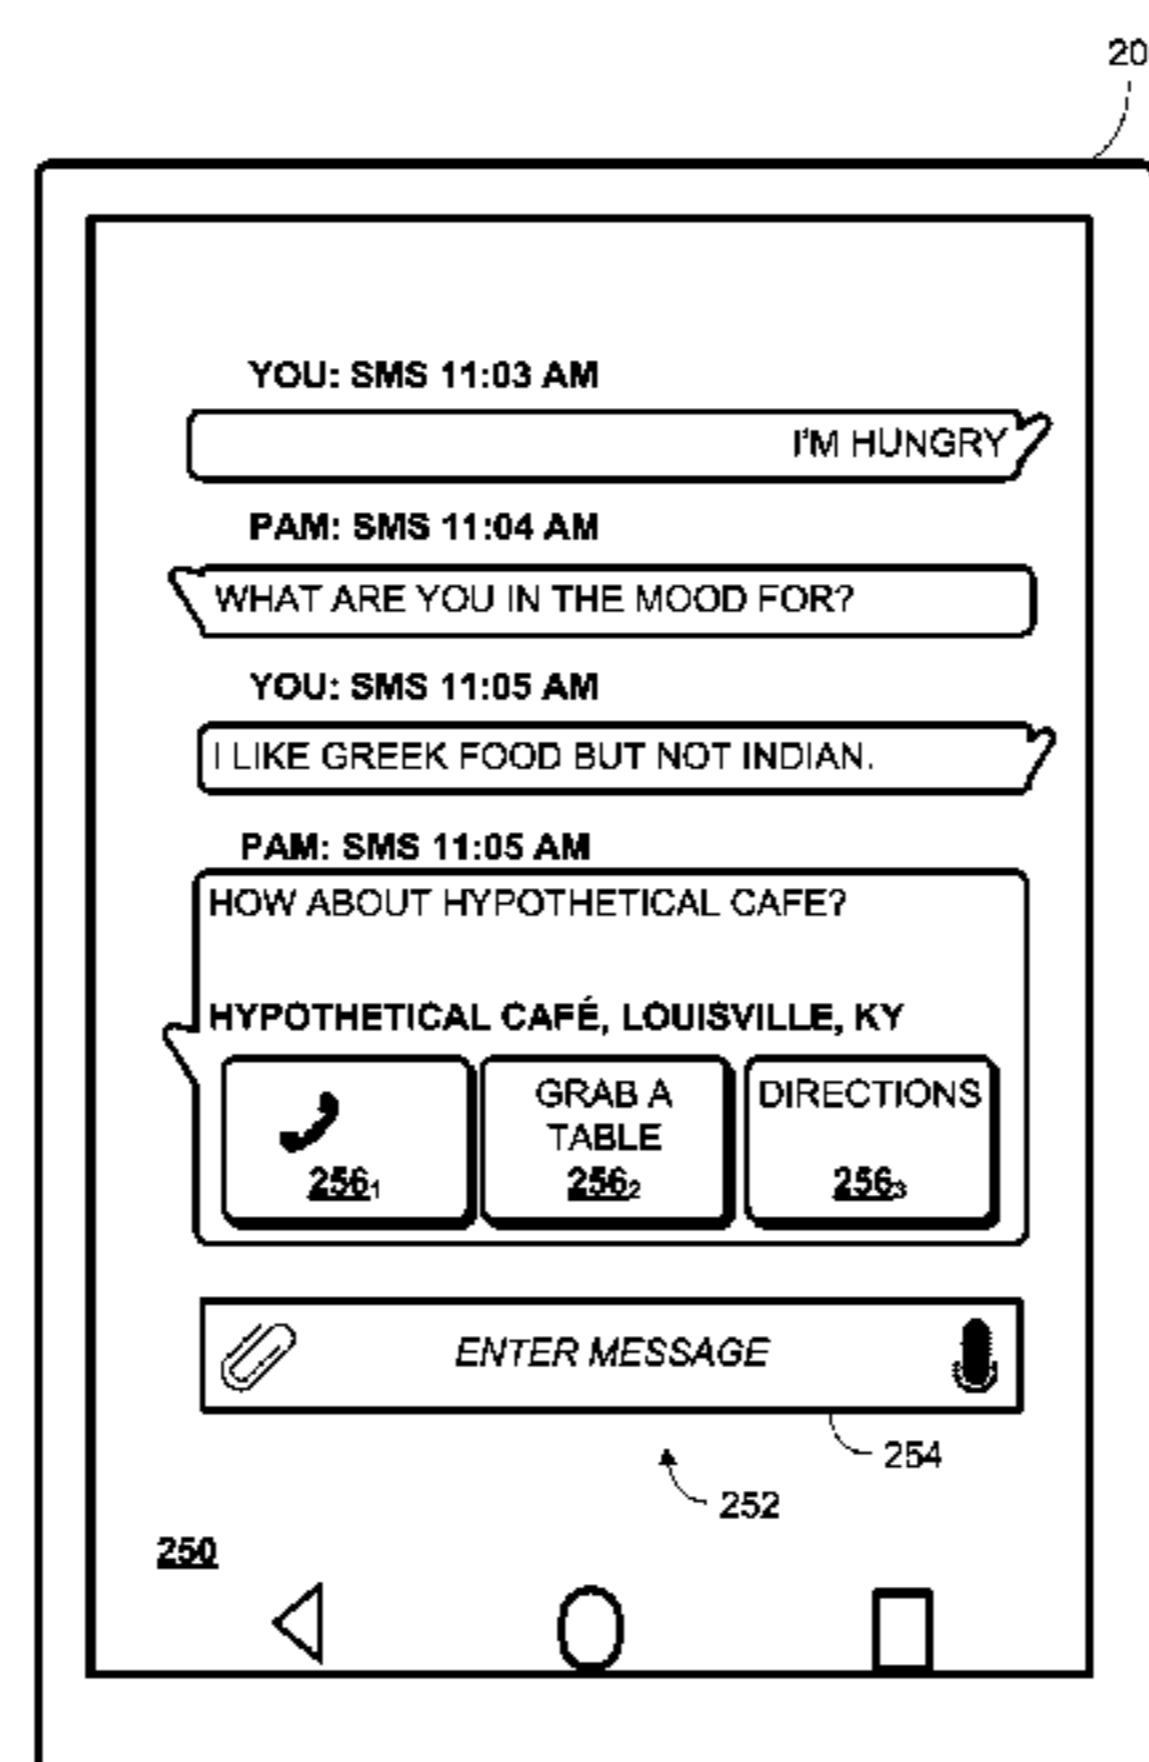 20
YOU: SMS 11:03 AM
I'M HUNGRY
PAM: SMS 11:04 AM
WHAT ARE YOU IN THE MOOD FOR?
YOU: SMS 11:05 AM
I LIKE GREEK FOOD BUT NOT INDIAN.
PAM: SMS 11:05 AM
HOW ABOUT HYPOTHETICAL CAFE?
HYPOTHETICAL CAFÉ, LOUISVILLE, KY
256₁
GRAB A
TABLE
256₂
DIRECTIONS
256₃
ENTER MESSAGE
254
252
250